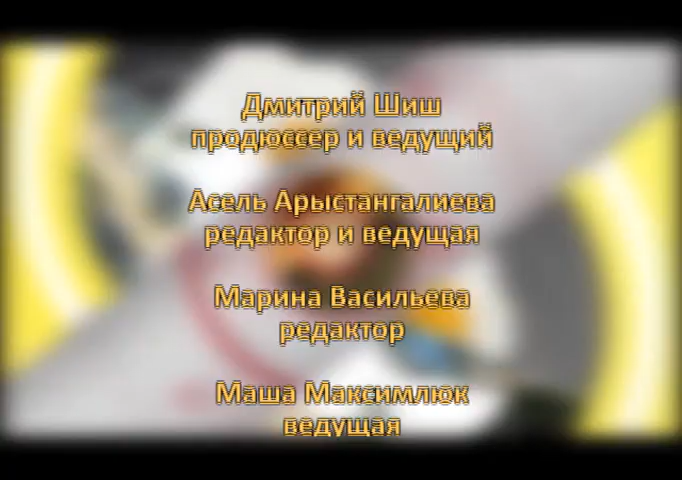 Дмитрий Шиш
продюссер и ведущий
Асель Арыстангалиева
редактор и ведущая
Марина Васильева
редактор
Маша Максимлюк
ведущая